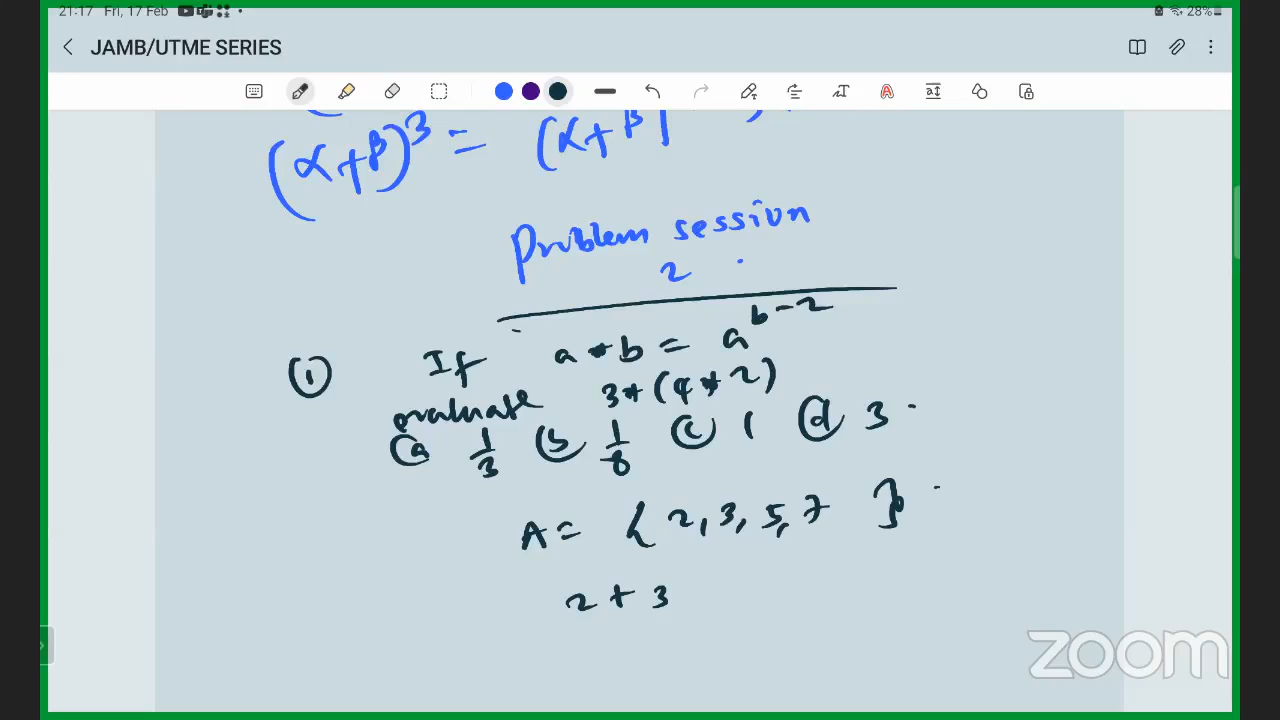 21:17 Fri, 17 Feb
28%
JAMB/UTME SERIES
(α+β)³ = (α+β)
Problem session
2
① If a * b = a^(b-2)
evaluate 3*(4*2)
ⓐ 1/3 ⓑ 1/8 ⓒ 1 ⓓ 3.
A = {2, 3, 5, 7 }
2 + 3
zoom